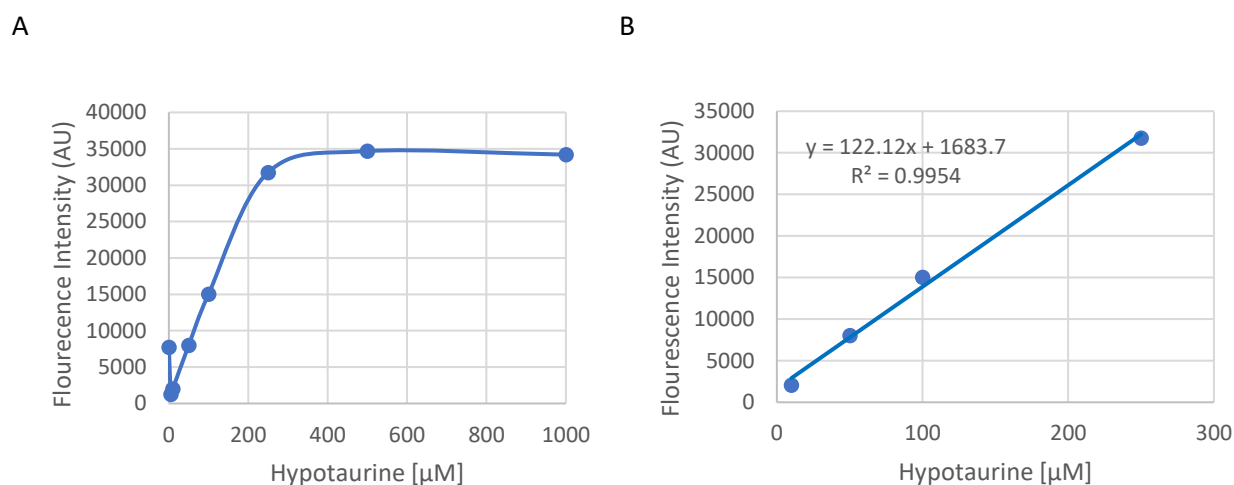 A
B
Flourecence Intensity (AU)
40000
35000
30000
25000
20000
15000
10000
5000
0
0 200 400 600 800 1000
Hypotaurine [µM]
Flourescence Intensity (AU)
35000
30000
25000
20000
15000
10000
5000
0
y = 122.12x + 1683.7
R² = 0.9954
0 100 200 300
Hypotaurine [µM]